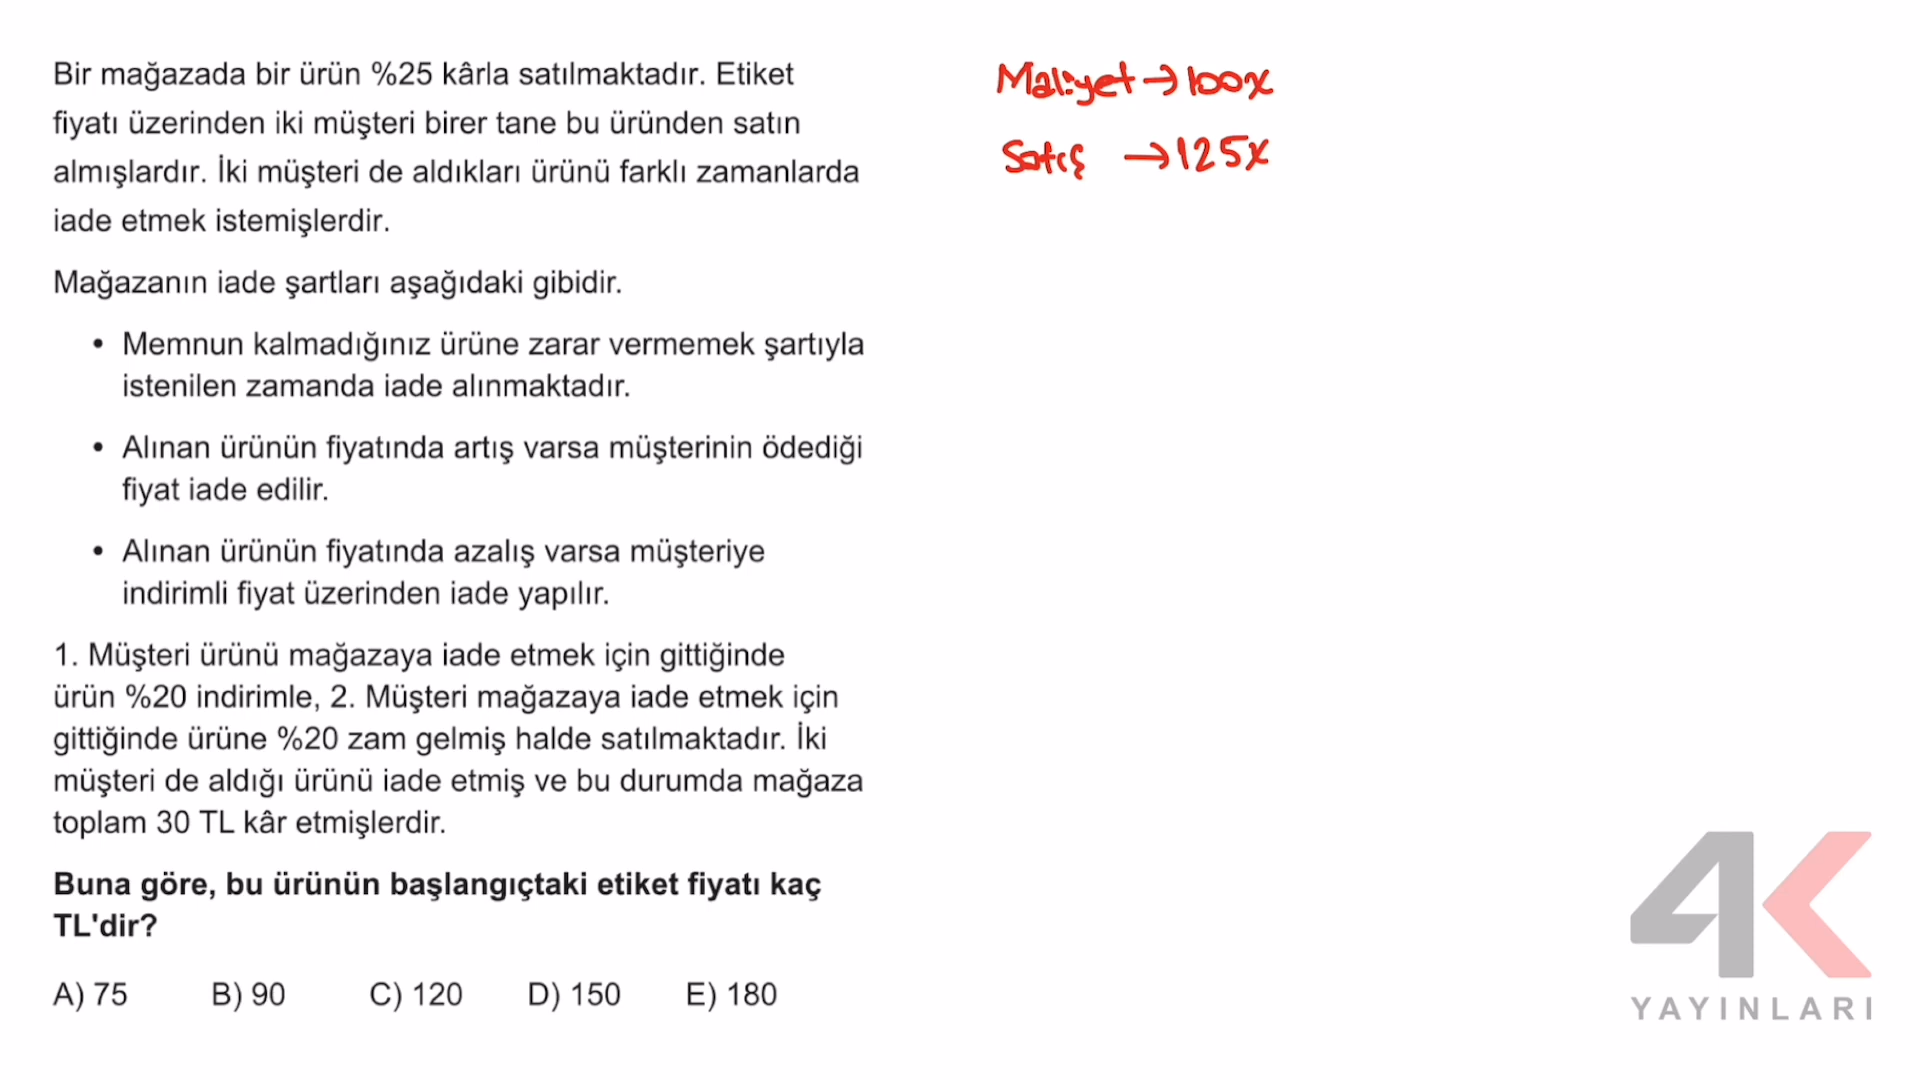 Bir mağazada bir ürün %25 kârla satılmaktadır. Etiket
fiyatı üzerinden iki müşteri birer tane bu üründen satın
almışlardır. İki müşteri de aldıkları ürünü farklı zamanlarda
iade etmek istemişlerdir.
Mağazanın iade şartları aşağıdaki gibidir.
• Memnun kalmadığınız ürüne zarar vermemek şartıyla
istenilen zamanda iade alınmaktadır.
• Alınan ürünün fiyatında artış varsa müşterinin ödediği
fiyat iade edilir.
• Alınan ürünün fiyatında azalış varsa müşteriye
indirimli fiyat üzerinden iade yapılır.
1. Müşteri ürünü mağazaya iade etmek için gittiğinde
ürün %20 indirimle, 2. Müşteri mağazaya iade etmek için
gittiğinde ürüne %20 zam gelmiş halde satılmaktadır. İki
müşteri de aldığı ürünü iade etmiş ve bu durumda mağaza
toplam 30 TL kâr etmişlerdir.
Buna göre, bu ürünün başlangıçtaki etiket fiyatı kaç
TL'dir?
A) 75 B) 90 C) 120 D) 150 E) 180
Maliyet → 100x
Satış → 125x
4K
YAYINLARI